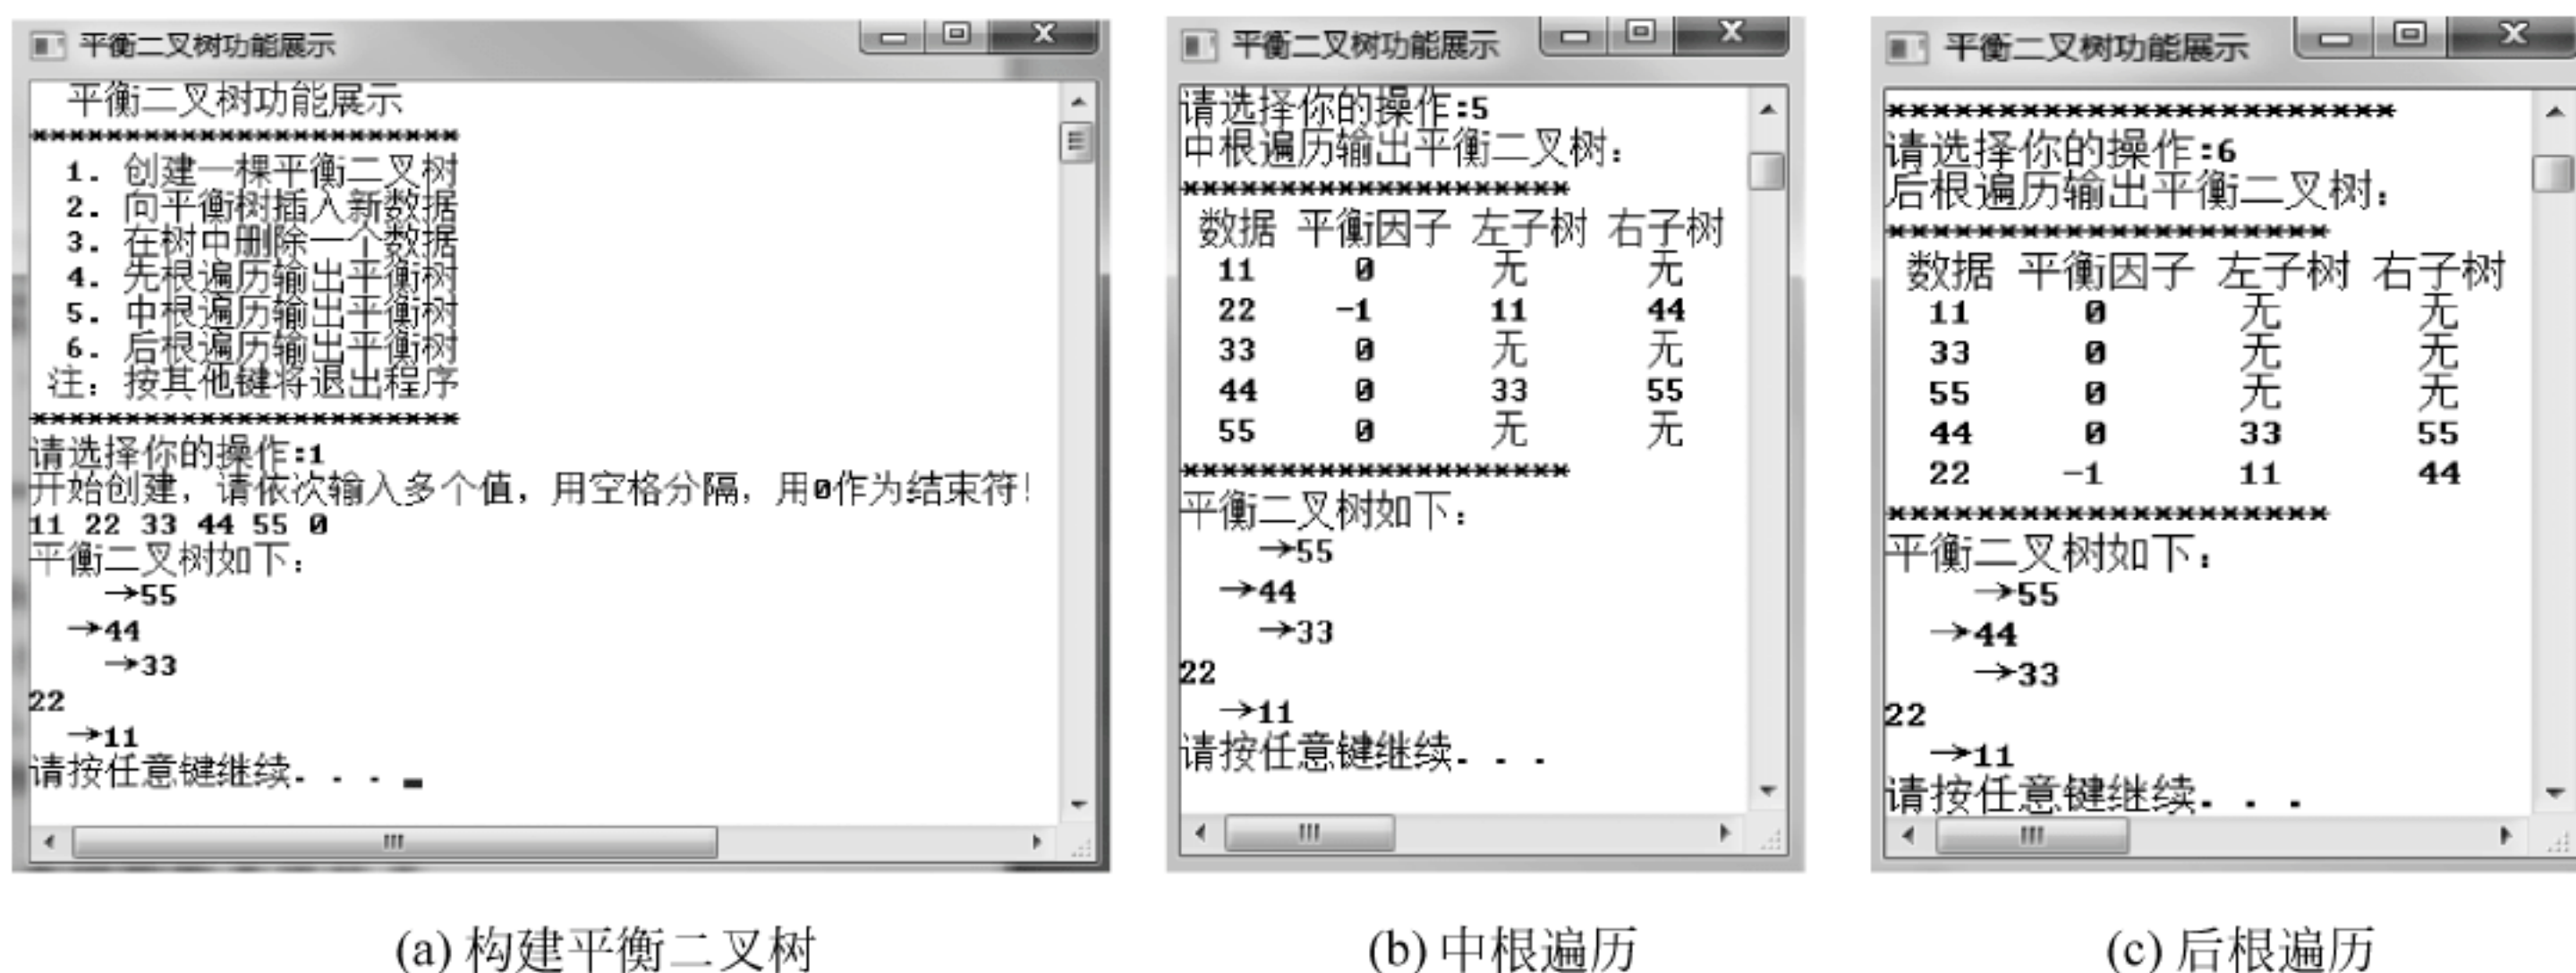 平衡二叉树功能展示
平衡二叉树功能展示
***********************
1. 创建一棵平衡二叉树
2. 向平衡树插入新数据
3. 在树中删除一个数据
4. 先根遍历输出平衡树
5. 中根遍历输出平衡树
6. 后根遍历输出平衡树
注: 按其他键将退出程序
***********************
请选择你的操作:1
开始创建，请依次输入多个值，用空格分隔，用0作为结束符!
11 22 33 44 55 0
平衡二叉树如下:
→55
→44
→33
22
→11
请按任意键继续. . .
(a) 构建平衡二叉树
平衡二叉树功能展示
请选择你的操作:5
中根遍历输出平衡二叉树:
********************
数据 平衡因子 左子树 右子树
11 0 无 无
22 -1 11 44
33 0 无 无
44 0 33 55
55 0 无 无
********************
平衡二叉树如下:
→55
→44
→33
22
→11
请按任意键继续. . .
(b) 中根遍历
平衡二叉树功能展示
***********************
请选择你的操作:6
后根遍历输出平衡二叉树:
********************
数据 平衡因子 左子树 右子树
11 0 无 无
33 0 无 无
55 0 无 无
44 0 33 55
22 -1 11 44
********************
平衡二叉树如下:
→55
→44
→33
22
→11
请按任意键继续. . .
(c) 后根遍历